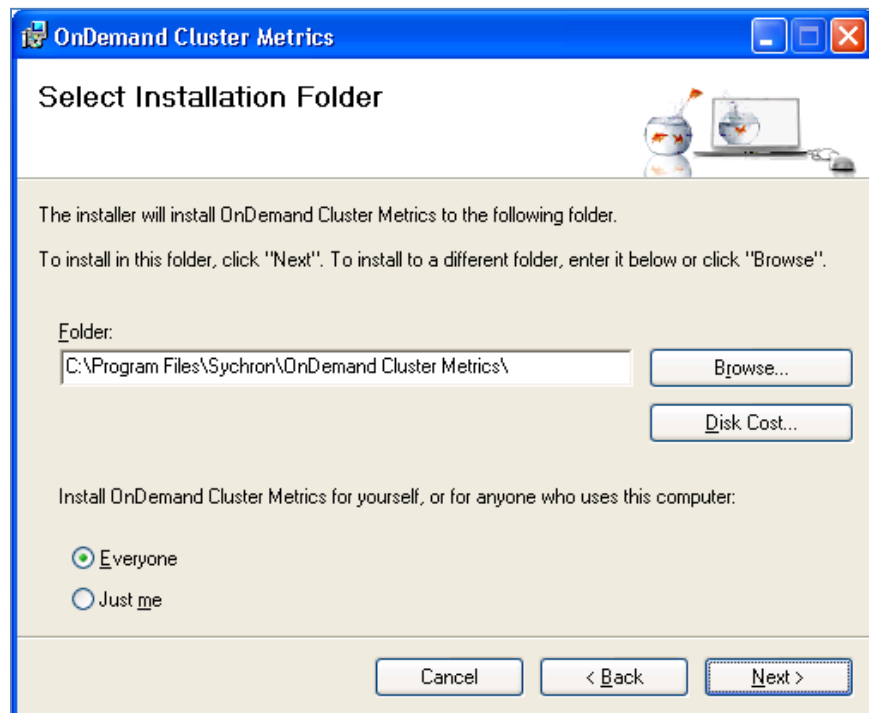 OnDemand Cluster Metrics
Select Installation Folder
The installer will install OnDemand Cluster Metrics to the following folder.
To install in this folder, click "Next". To install to a different folder, enter it below or click "Browse".
Folder:
C:\Program Files\Sychron\OnDemand Cluster Metrics\
Browse...
Disk Cost...
Install OnDemand Cluster Metrics for yourself, or for anyone who uses this computer:
Everyone
Just me
Cancel
< Back
Next >